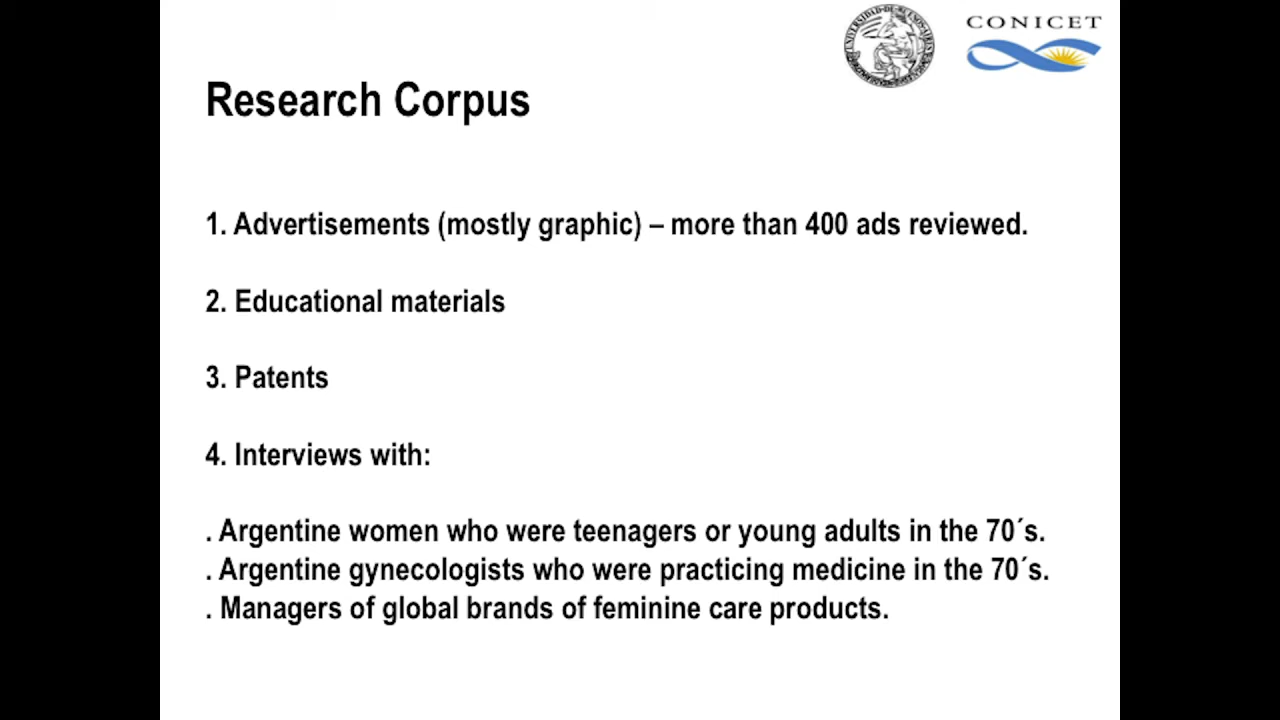 CONICET
Research Corpus
1. Advertisements (mostly graphic) – more than 400 ads reviewed.
2. Educational materials
3. Patents
4. Interviews with:
. Argentine women who were teenagers or young adults in the 70´s.
. Argentine gynecologists who were practicing medicine in the 70´s.
. Managers of global brands of feminine care products.